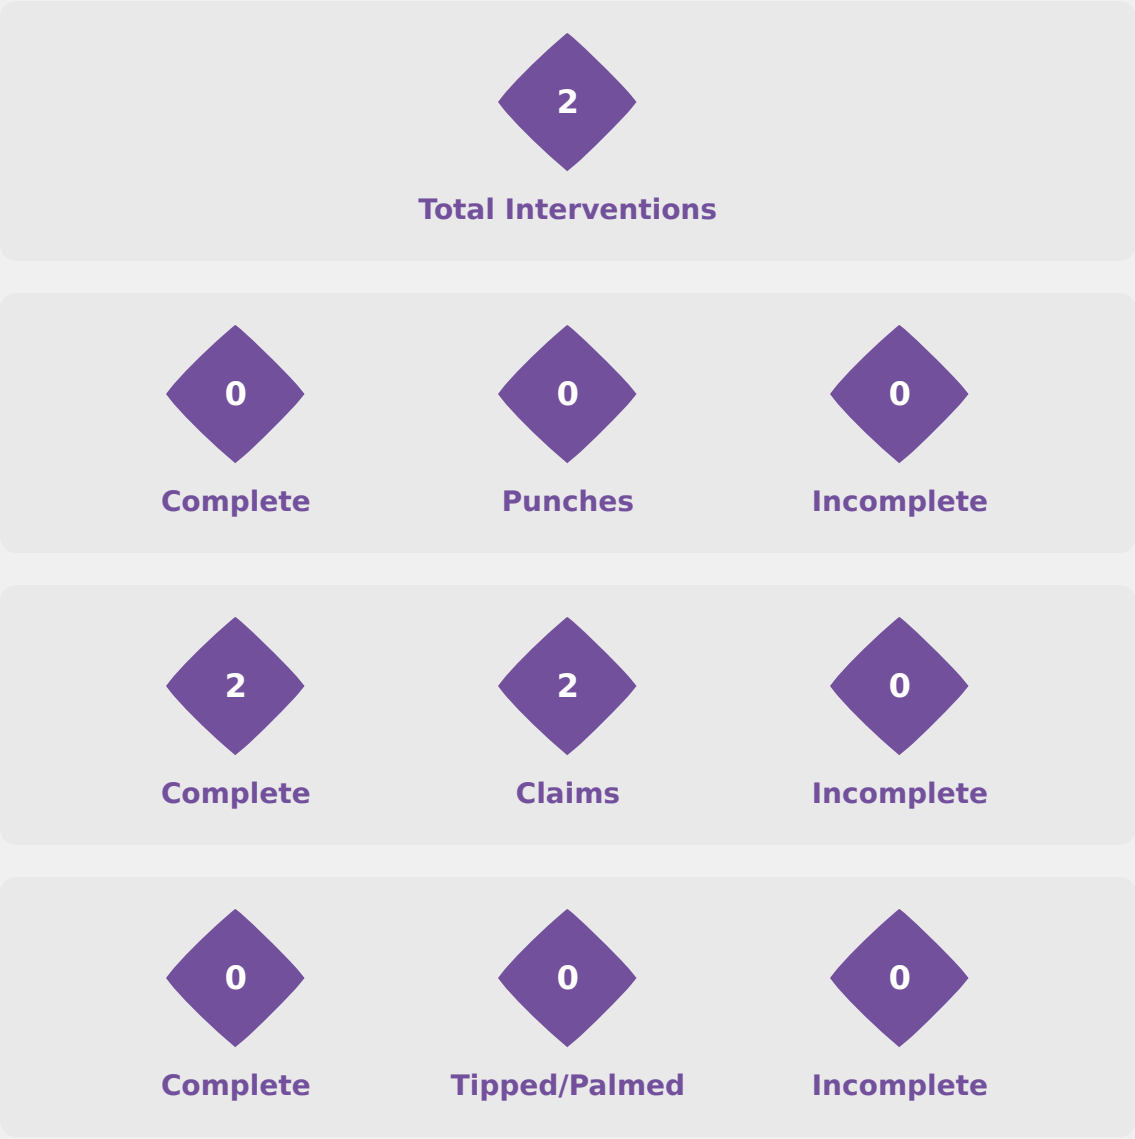 2
Total Interventions
0 0 0
Complete Punches Incomplete
2 2 0
Complete Claims Incomplete
0 0 0
Complete Tipped/Palmed Incomplete